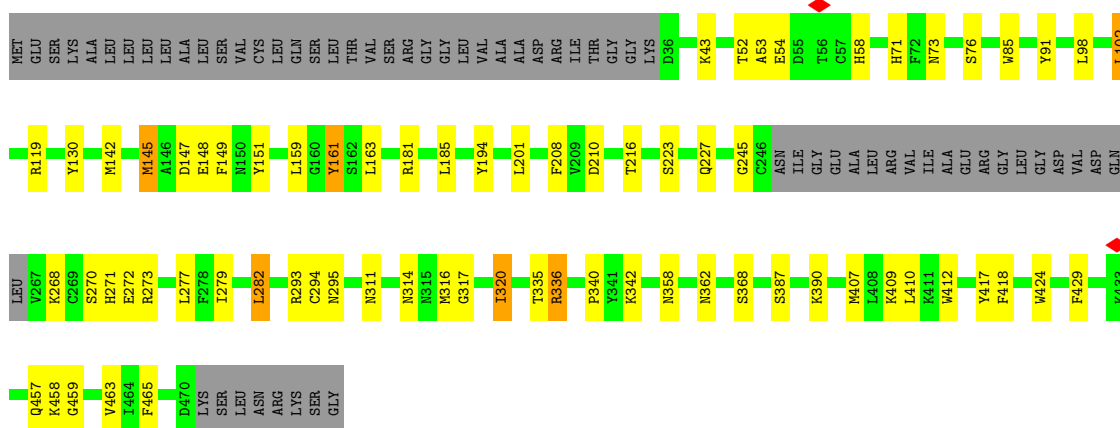 MET GLU SER LYS ALA LEU LEU LEU LEU ALA LEU SER VAL CYS LEU GLN SER LEU THR VAL SER ARG GLY GLY LEU VAL ALA ALA ASP ARG ILE THR GLY GLY LYS D36 K43 T52 A53 E54 D55 T56 C57 H58 H71 F72 N73 S76 W85 Y91 L98
R119 Y130 M142 M145 A146 D147 E148 F149 N150 Y151 L159 G160 Y161 S162 L163 R181 L185 Y194 L201 F208 V209 D210 T216 S223 Q227 G245 C246 ASN ILE GLY GLU ALA LEU ARG VAL ILE ALA GLU ARG GLU LEU GLY ASP VAL ASP GLN
LEU V267 K268 C269 S270 H271 E272 R273 L277 F278 I279 L282 R293 C294 N295 N311 N314 N315 M316 G317 I320 T335 R336 P340 Y341 K342 N358 N362 S368 S387 K390 M407 L408 K409 L410 K411 W412 Y417 F418 W424 F429
Q457 K458 G459 V463 I464 F465 D470 LYS SER LEU ASN ARG LYS SER GLY